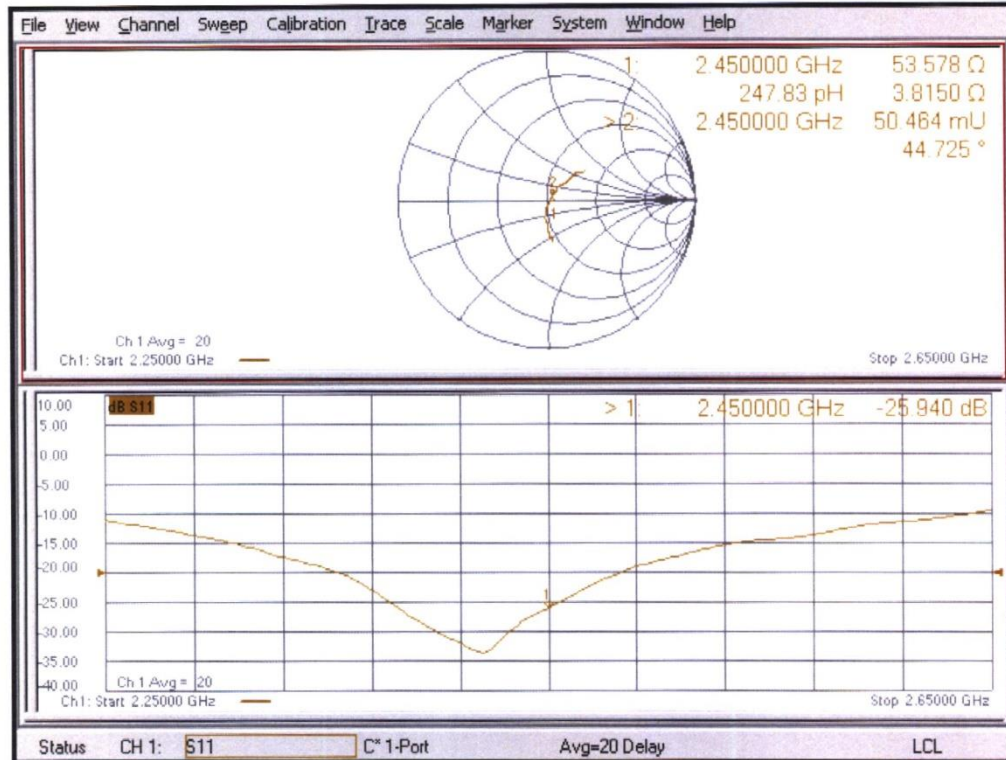 File View Channel Sweep Calibration Trace Scale Marker System Window Help
1: 2.450000 GHz 53.578 Ω
247.83 pH 3.8150 Ω
> 2: 2.450000 GHz 50.464 mU
44.725 °
2
1
Ch 1 Avg = 20
Ch1: Start 2.25000 GHz Stop 2.65000 GHz
10.00 dB S11 > 1: 2.450000 GHz -25.940 dB
5.00
0.00
-5.00
-10.00
-15.00
-20.00
-25.00
1
-30.00
-35.00
-40.00 Ch 1 Avg = 20
Ch1: Start 2.25000 GHz Stop 2.65000 GHz
Status CH 1: S11 C* 1-Port Avg=20 Delay LCL